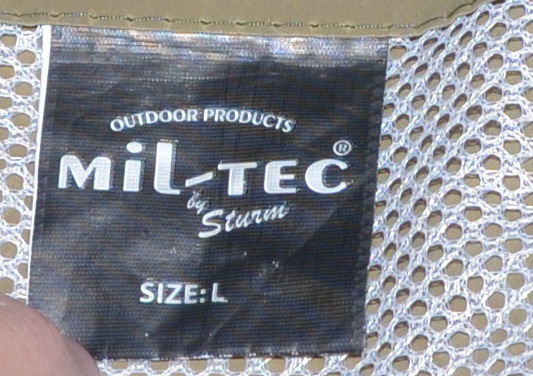 OUTDOOR PRODUCTS
MiL-TEC®
by Sturm
SIZE: L